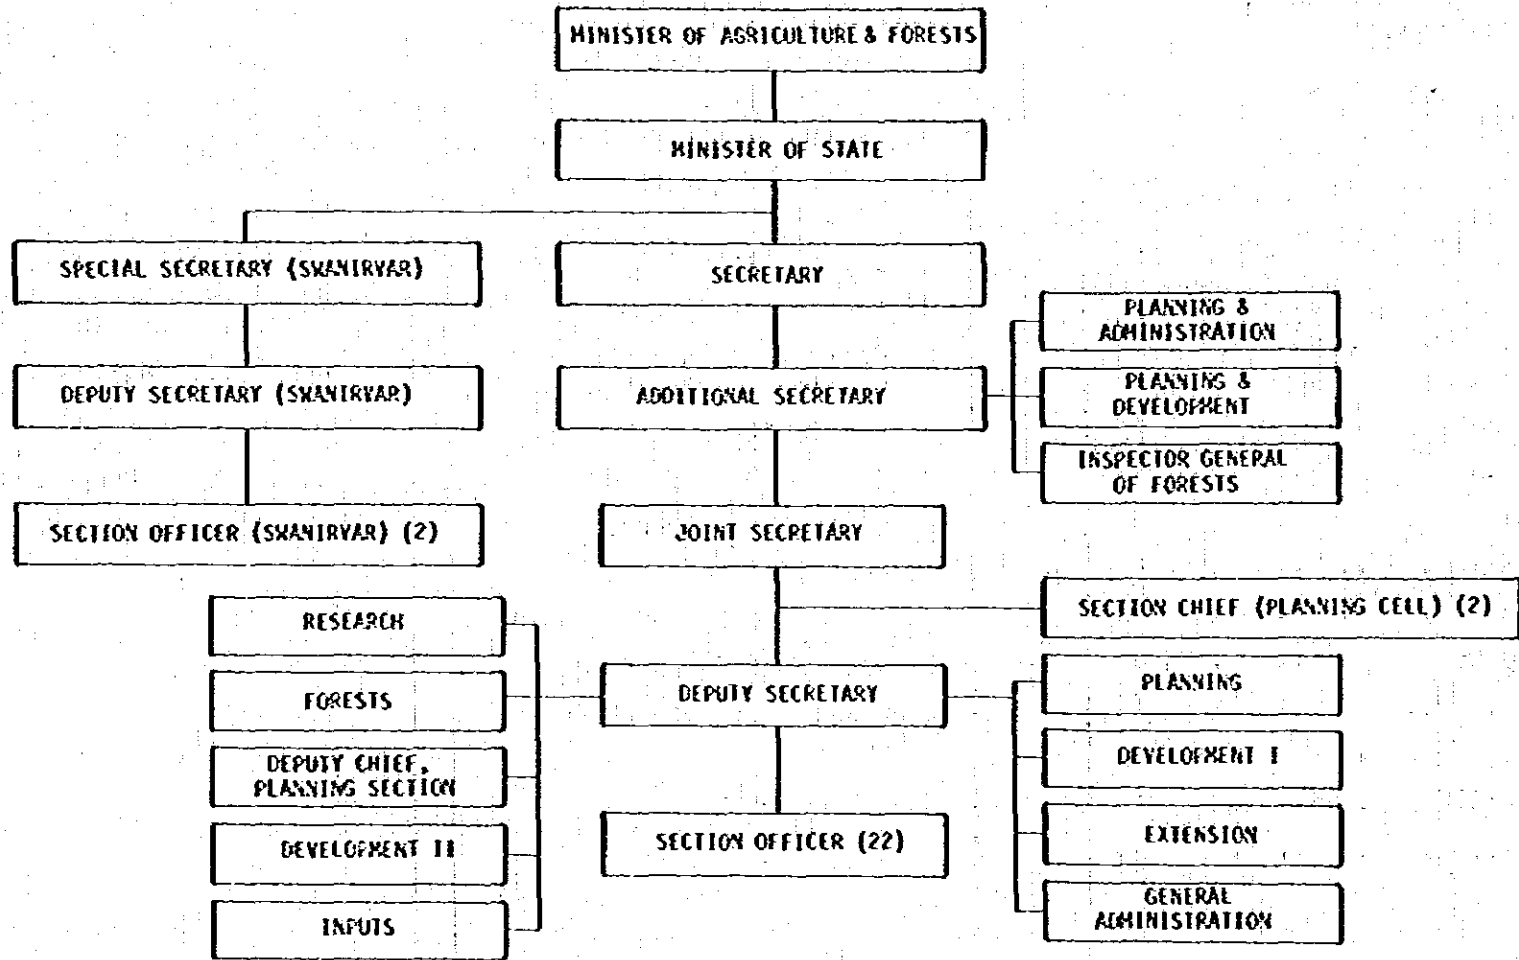 MINISTER OF AGRICULTURE & FORESTS
MINISTER OF STATE
SPECIAL SECRETARY (SWANIRVAR)
SECRETARY
PLANNING &
ADMINISTRATION
DEPUTY SECRETARY (SWANIRVAR)
ADDITIONAL SECRETARY
PLANNING &
DEVELOPMENT
INSPECTOR GENERAL
OF FORESTS
SECTION OFFICER (SWANIRVAR) (2)
JOINT SECRETARY
SECTION CHIEF (PLANNING CELL) (2)
RESEARCH
FORESTS
DEPUTY CHIEF,
PLANNING SECTION
DEVELOPMENT II
INPUTS
DEPUTY SECRETARY
SECTION OFFICER (22)
PLANNING
DEVELOPMENT I
EXTENSION
GENERAL
ADMINISTRATION